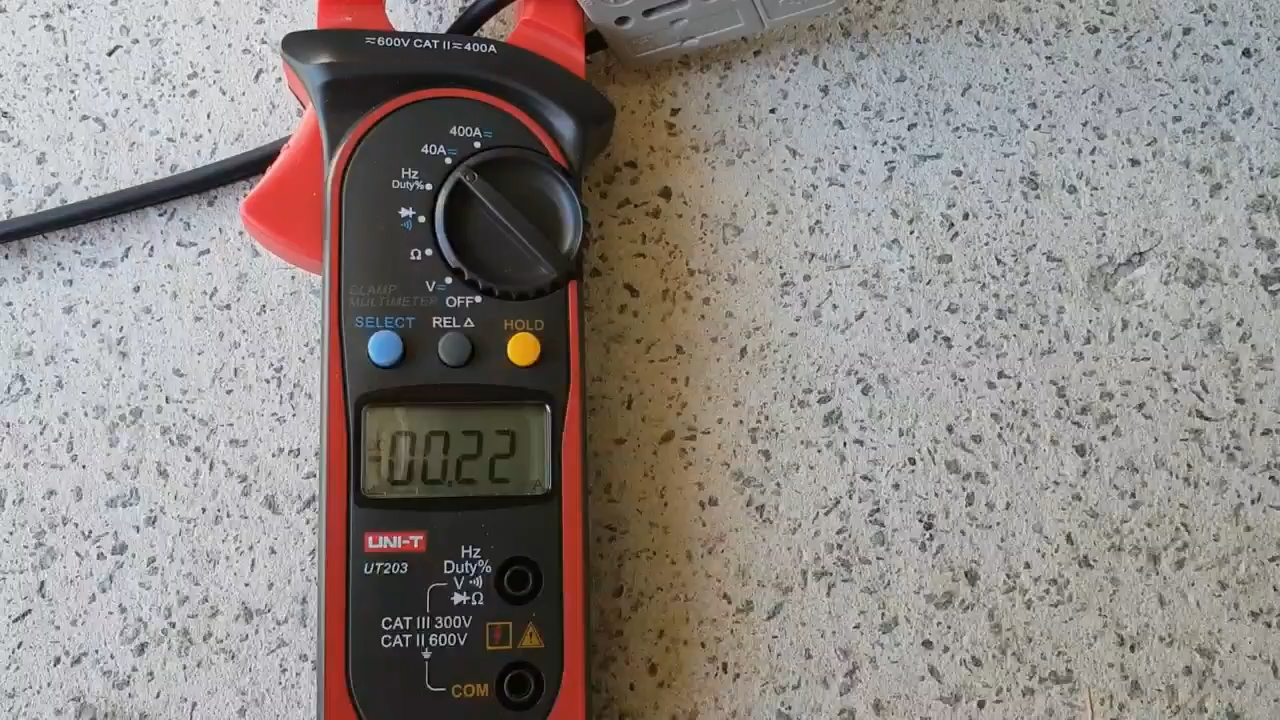 ≂600V CAT II≂400A
400A≂
40A≂
Hz
Duty%
Ω
V≂
OFF
CLAMP
MULTIMETER
SELECT
REL Δ
HOLD
00.22
A
UNI-T
UT203
Hz
Duty%
V
Ω
CAT III 300V
CAT II 600V
COM